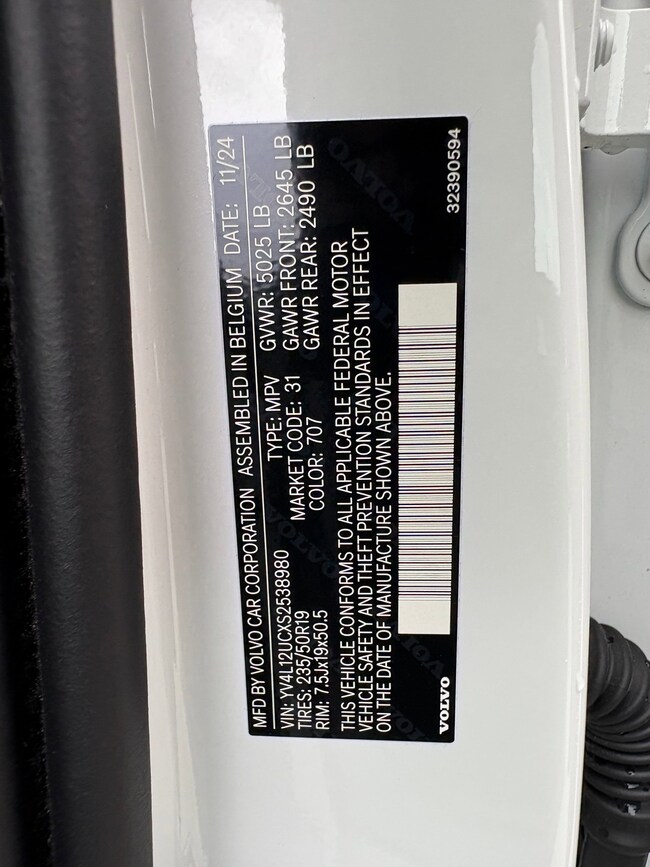 MFD BY VOLVO CAR CORPORATION ASSEMBLED IN BELGIUM DATE: 11/24
VIN: YV4L12UCXS2538980 TYPE: MPV GVWR: 5025 LB
TIRES: 235/50R19 MARKET CODE: 31 GAWR FRONT: 2645 LB
RIM: 7.5Jx19x50.5 COLOR: 707 GAWR REAR: 2490 LB
THIS VEHICLE CONFORMS TO ALL APPLICABLE FEDERAL MOTOR
VEHICLE SAFETY AND THEFT PREVENTION STANDARDS IN EFFECT
ON THE DATE OF MANUFACTURE SHOWN ABOVE.
VOLVO 32390594